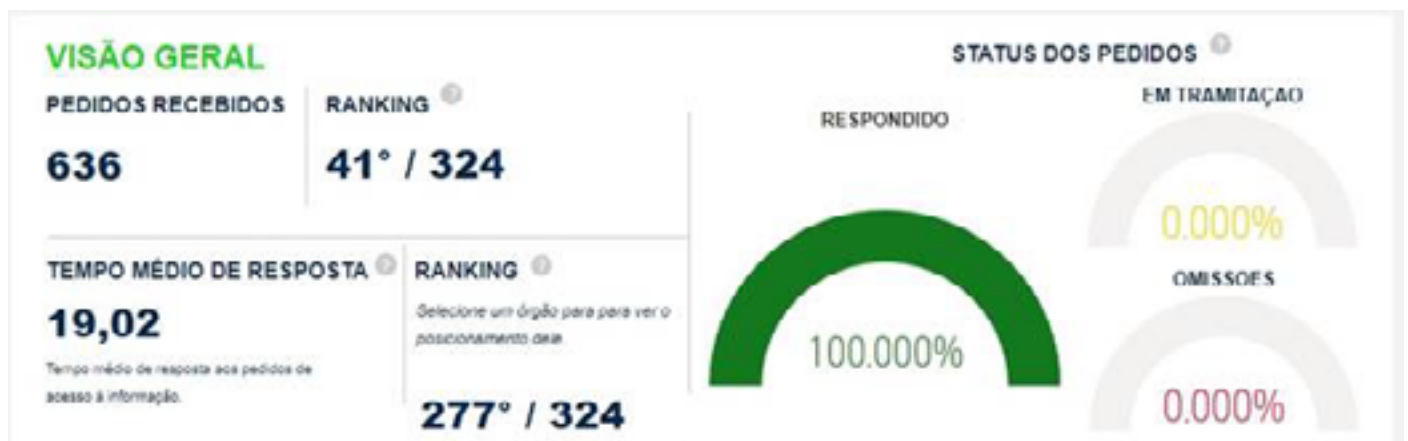 VISÃO GERAL
PEDIDOS RECEBIDOS
636
RANKING ?
41° / 324
TEMPO MÉDIO DE RESPOSTA ?
19,02
Tempo médio de resposta aos pedidos de
acesso à informação.
RANKING ?
Selecione um órgão para para ver o
posicionamento dele
277° / 324
STATUS DOS PEDIDOS ?
RESPONDIDO
100.000%
EM TRAMITAÇAO
0.000%
OMISSOES
0.000%